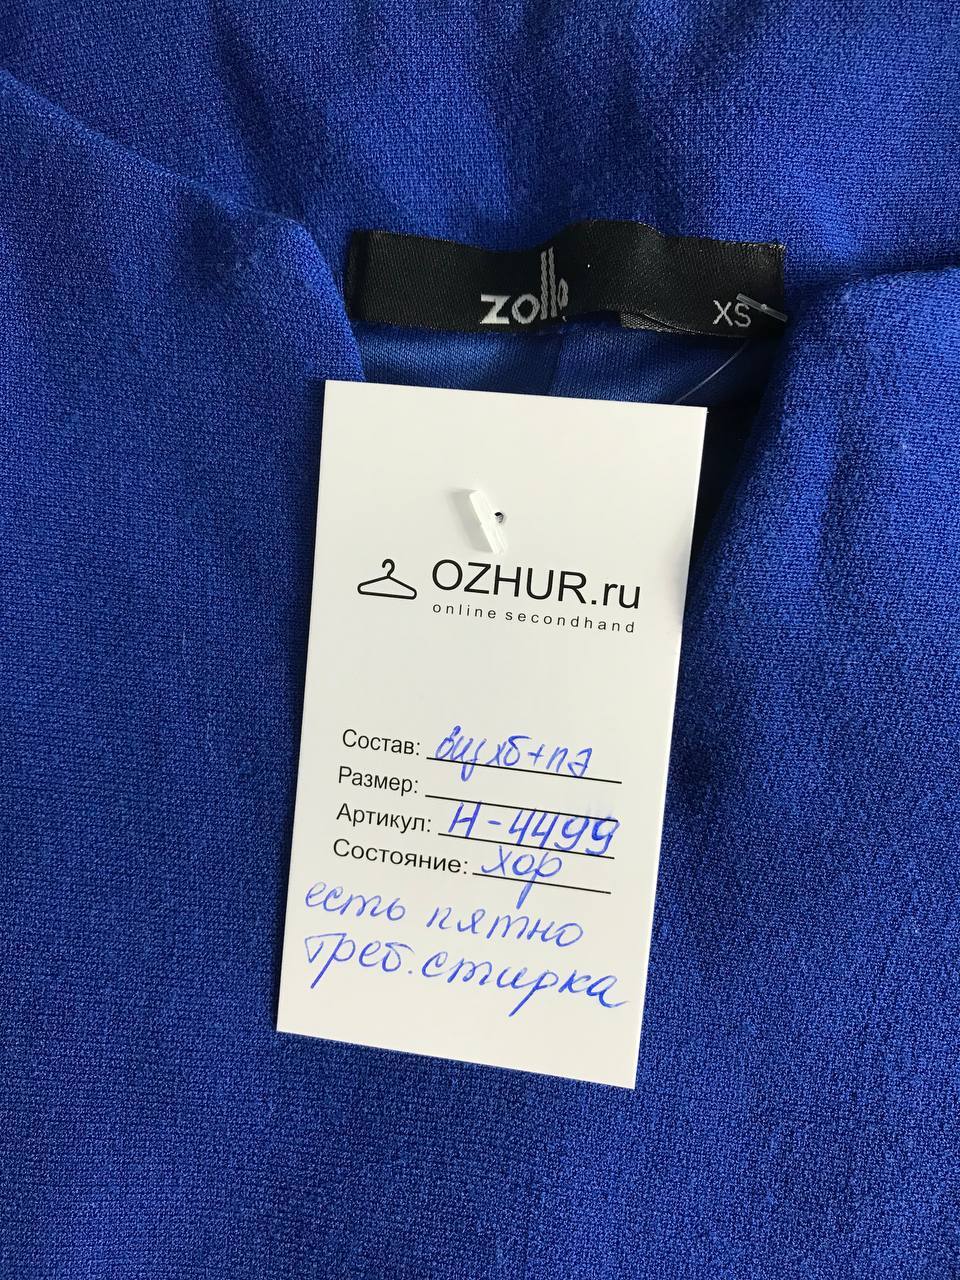 zolla
XS
OZHUR.ru
online secondhand
Состав: виз хб+пэ
Размер:
Артикул: Н-4499
Состояние: хор
есть пятно
треб. стирка